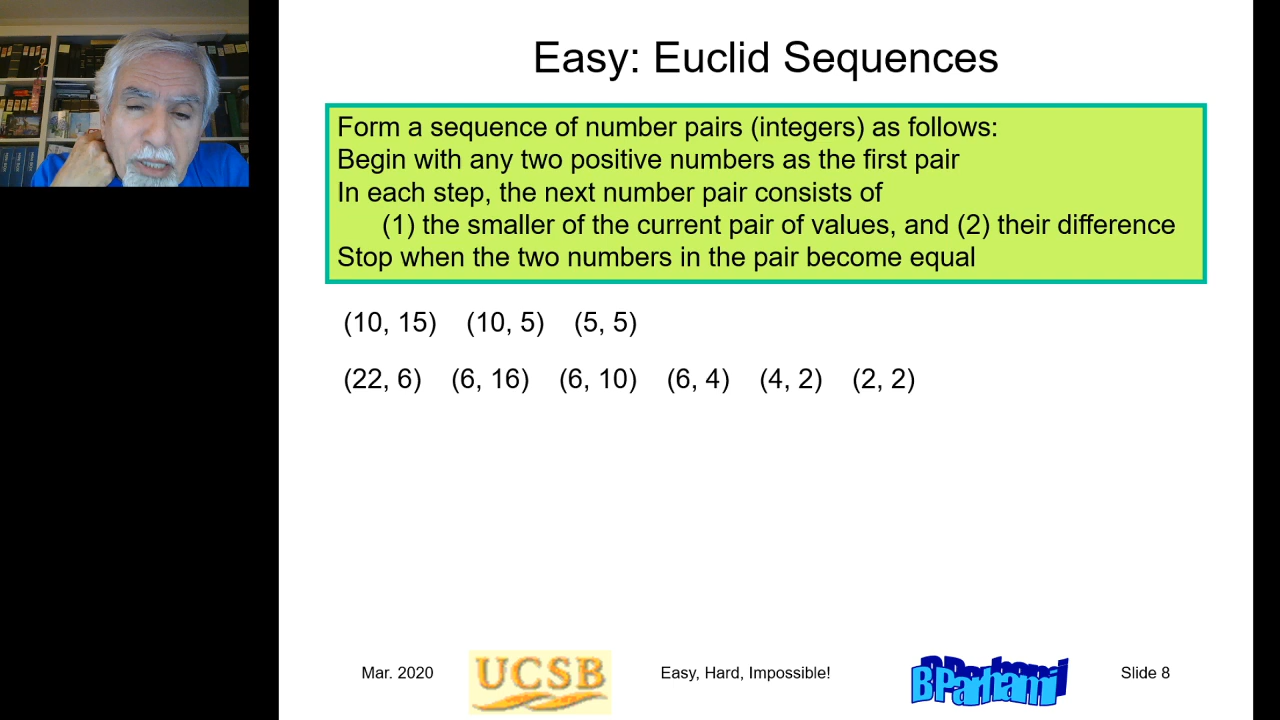 Easy: Euclid Sequences
Form a sequence of number pairs (integers) as follows:
Begin with any two positive numbers as the first pair
In each step, the next number pair consists of
(1) the smaller of the current pair of values, and (2) their difference
Stop when the two numbers in the pair become equal
(10, 15) (10, 5) (5, 5)
(22, 6) (6, 16) (6, 10) (6, 4) (4, 2) (2, 2)
Mar. 2020 UCSB Easy, Hard, Impossible! BParhami Slide 8